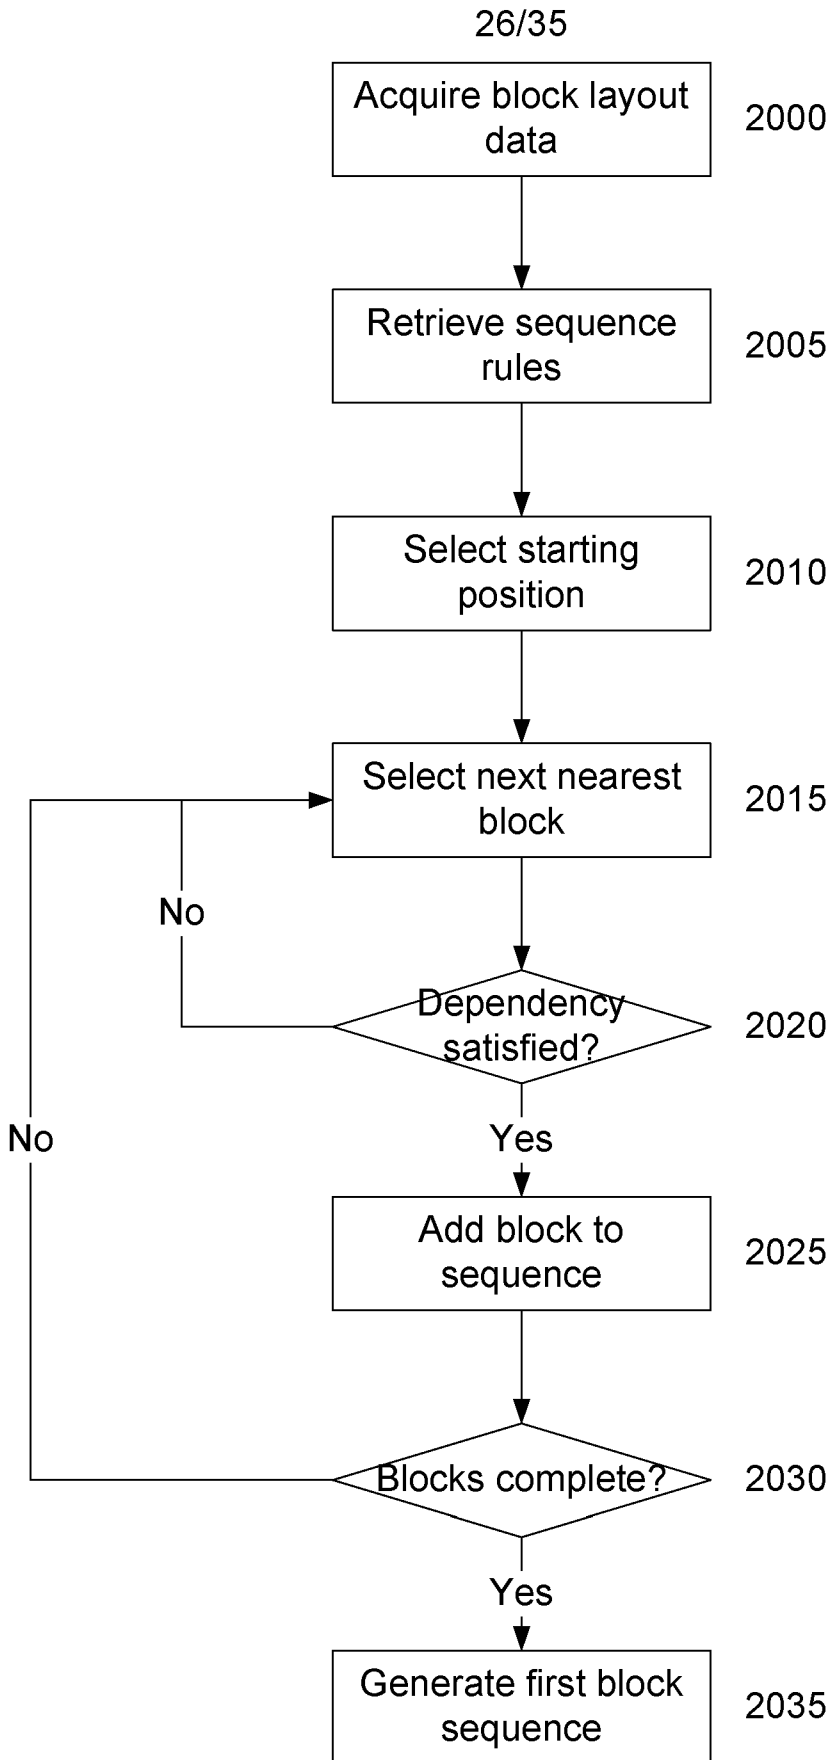 26/35
Acquire block layout
data
2000
Retrieve sequence
rules
2005
Select starting
position
2010
Select next nearest
block
2015
No
Dependency
satisfied?
2020
No
Yes
Add block to
sequence
2025
Blocks complete?
2030
Yes
Generate first block
sequence
2035